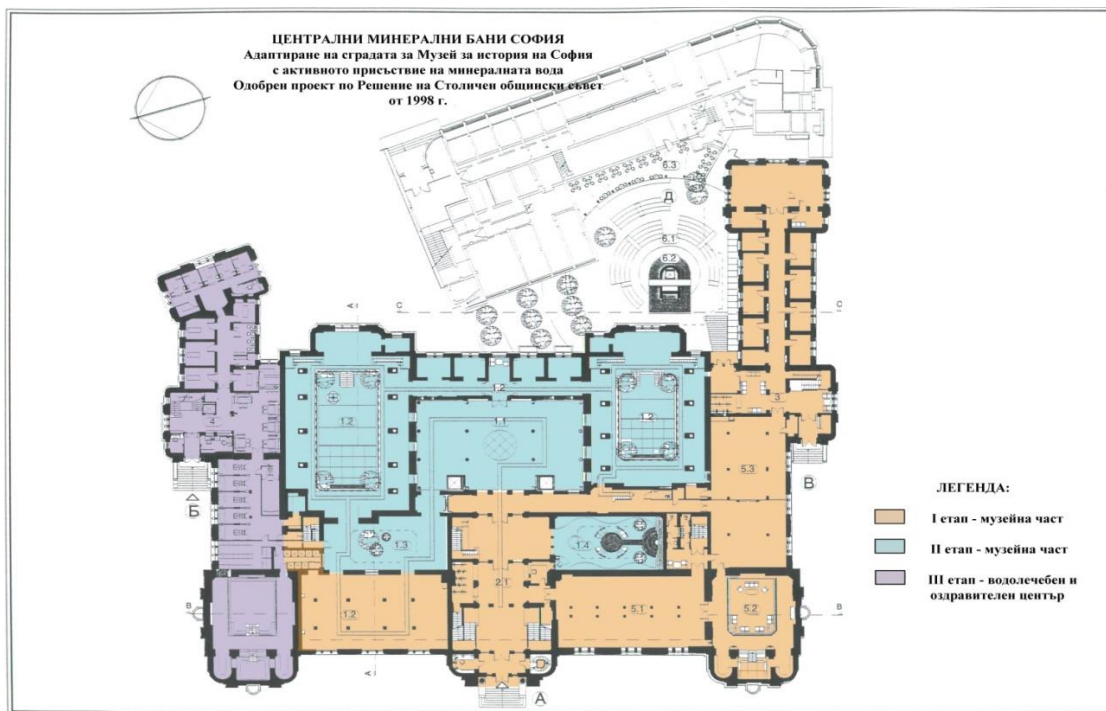 ЦЕНТРАЛНИ МИНЕРАЛНИ БАНИ СОФИЯ
Адаптиране на сградата за Музей за история на София
с активното присъствие на минералната вода
Одобрен проект по Решение на Столичен общински съвет
от 1998 г.
6.3
Д
6.1
6.2
А
С
С
1.2
1.1
1.2
3
4
5.3
Б
В
ЛЕГЕНДА:
I етап - музейна част
II етап - музейна част
III етап - водолечебен и
оздравителен център
1.3
1.4
2.1
В
1.2
5.1
5.2
В
А
А